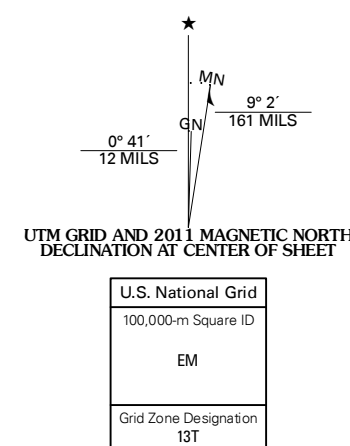 ★
MN
GN
9° 2´
161 MILS
0° 41´
12 MILS
UTM GRID AND 2011 MAGNETIC NORTH
DECLINATION AT CENTER OF SHEET
U.S. National Grid
100,000-m Square ID
EM
Grid Zone Designation
13T